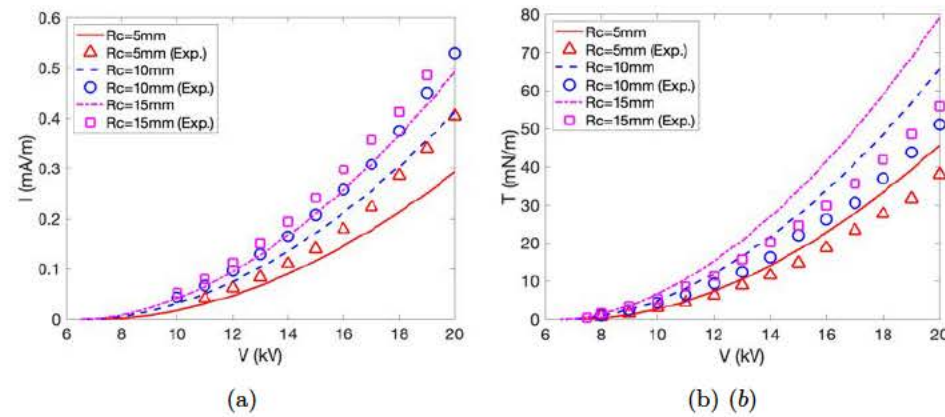 0.6
0.5
0.4
0.3
0.2
0.1
0
I (mA/m)
Rc=5mm
Rc=5mm (Exp.)
Rc=10mm
Rc=10mm (Exp.)
Rc=15mm
Rc=15mm (Exp.)
6 8 10 12 14 16 18 20
V (kV)
(a)
80
70
60
50
40
30
20
10
0
T (mN/m)
Rc=5mm
Rc=5mm (Exp.)
Rc=10mm
Rc=10mm (Exp.)
Rc=15mm
Rc=15mm (Exp.)
6 8 10 12 14 16 18 20
V (kV)
(b) (b)